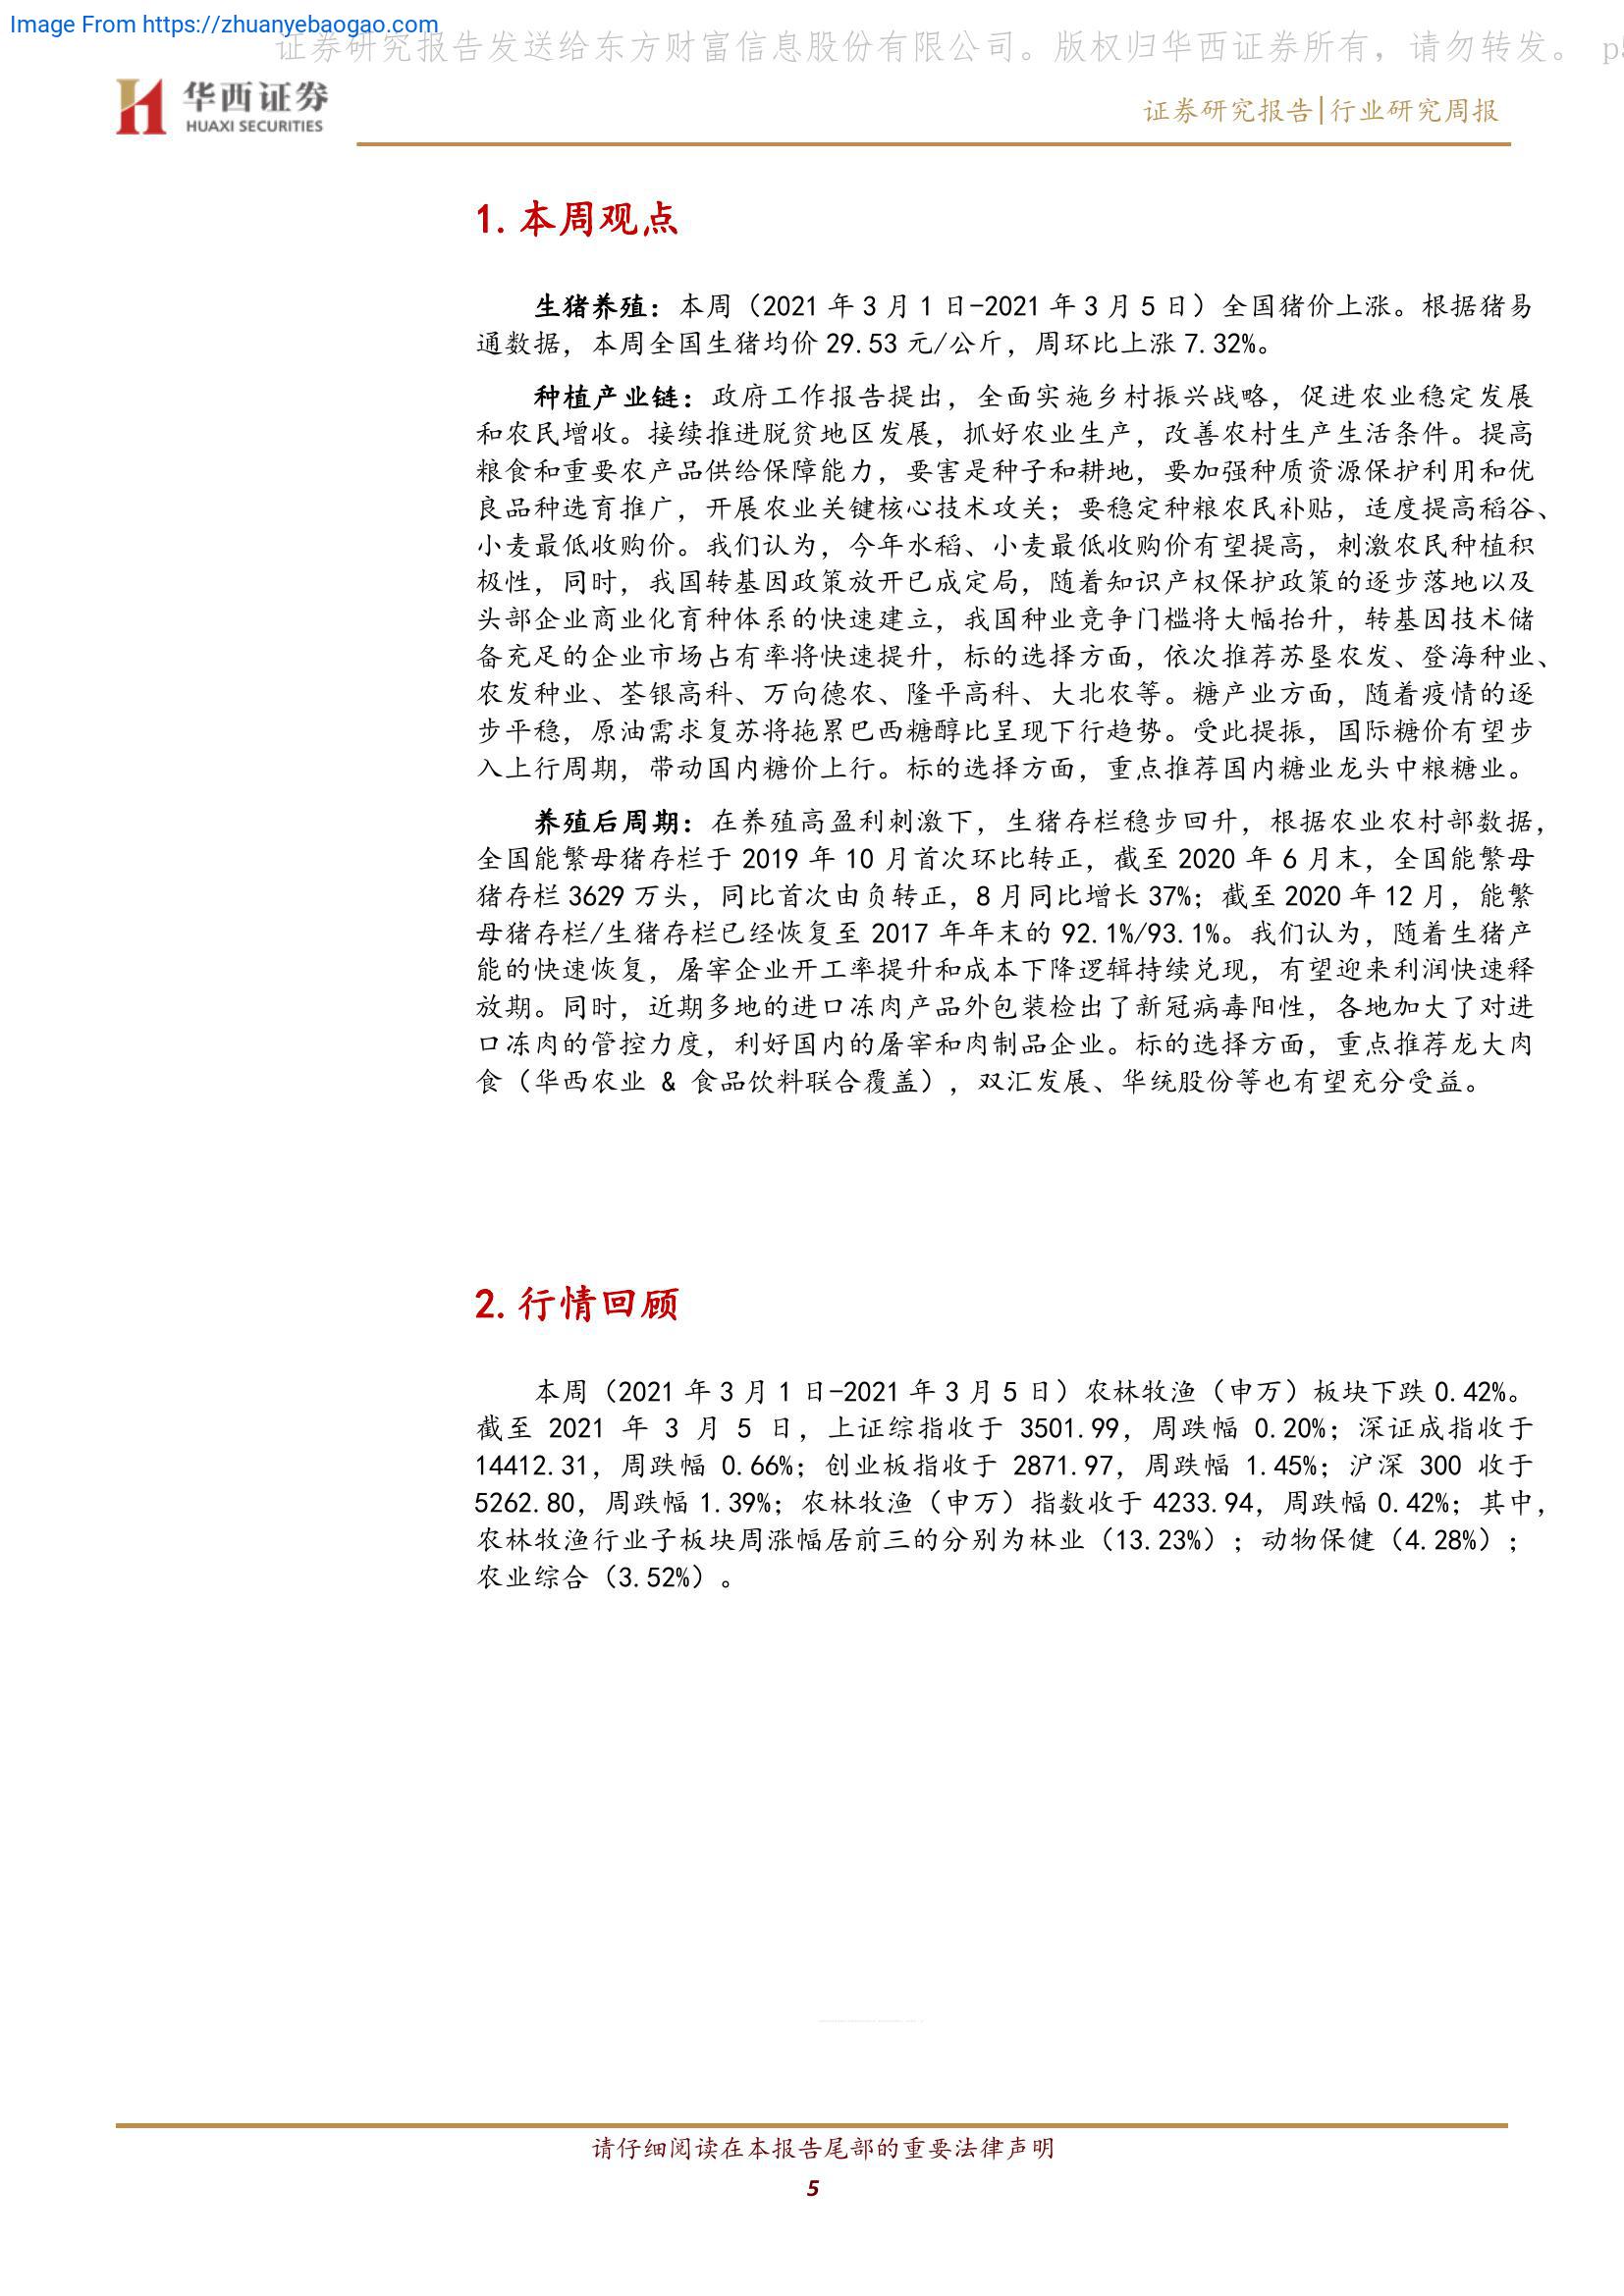 Image From https://zhuanyebaogao.com
证券研究报告发送给东方财富信息股份有限公司。版权归华西证券所有，请勿转发。 p5
华西证券
HUAXI SECURITIES
证券研究报告|行业研究周报
1.本周观点
生猪养殖：本周（2021 年 3 月 1 日-2021 年 3 月 5 日）全国猪价上涨。根据猪易
通数据，本周全国生猪均价 29.53 元/公斤，周环比上涨 7.32%。
种植产业链：政府工作报告提出，全面实施乡村振兴战略，促进农业稳定发展
和农民增收。接续推进脱贫地区发展，抓好农业生产，改善农村生产生活条件。提高
粮食和重要农产品供给保障能力，要害是种子和耕地，要加强种质资源保护利用和优
良品种选育推广，开展农业关键核心技术攻关；要稳定种粮农民补贴，适度提高稻谷、
小麦最低收购价。我们认为，今年水稻、小麦最低收购价有望提高，刺激农民种植积
极性，同时，我国转基因政策放开已成定局，随着知识产权保护政策的逐步落地以及
头部企业商业化育种体系的快速建立，我国种业竞争门槛将大幅抬升，转基因技术储
备充足的企业市场占有率将快速提升，标的选择方面，依次推荐苏垦农发、登海种业、
农发种业、荃银高科、万向德农、隆平高科、大北农等。糖产业方面，随着疫情的逐
步平稳，原油需求复苏将拖累巴西糖醇比呈现下行趋势。受此提振，国际糖价有望步
入上行周期，带动国内糖价上行。标的选择方面，重点推荐国内糖业龙头中粮糖业。
养殖后周期：在养殖高盈利刺激下，生猪存栏稳步回升，根据农业农村部数据，
全国能繁母猪存栏于 2019 年 10 月首次环比转正，截至 2020 年 6 月末，全国能繁母
猪存栏 3629 万头，同比首次由负转正，8 月同比增长 37%；截至 2020 年 12 月，能繁
母猪存栏/生猪存栏已经恢复至 2017 年年末的 92.1%/93.1%。我们认为，随着生猪产
能的快速恢复，屠宰企业开工率提升和成本下降逻辑持续兑现，有望迎来利润快速释
放期。同时，近期多地的进口冻肉产品外包装检出了新冠病毒阳性，各地加大了对进
口冻肉的管控力度，利好国内的屠宰和肉制品企业。标的选择方面，重点推荐龙大肉
食（华西农业 & 食品饮料联合覆盖），双汇发展、华统股份等也有望充分受益。
2.行情回顾
本周（2021 年 3 月 1 日-2021 年 3 月 5 日）农林牧渔（申万）板块下跌 0.42%。
截至 2021 年 3 月 5 日，上证综指收于 3501.99，周跌幅 0.20%；深证成指收于
14412.31，周跌幅 0.66%；创业板指收于 2871.97，周跌幅 1.45%；沪深 300 收于
5262.80，周跌幅 1.39%；农林牧渔（申万）指数收于 4233.94，周跌幅 0.42%；其中，
农林牧渔行业子板块周涨幅居前三的分别为林业（13.23%）；动物保健（4.28%）；
农业综合（3.52%）。
请仔细阅读在本报告尾部的重要法律声明
5